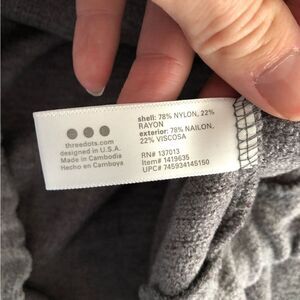 threedots.com
designed in U.S.A.
Made in Cambodia
Hecho en Camboya
shell: 78% NYLON, 22%
RAYON
exterior: 78% NAILON,
22% VISCOSA
RN# 137013
Item# 1419635
UPC# 745934145150